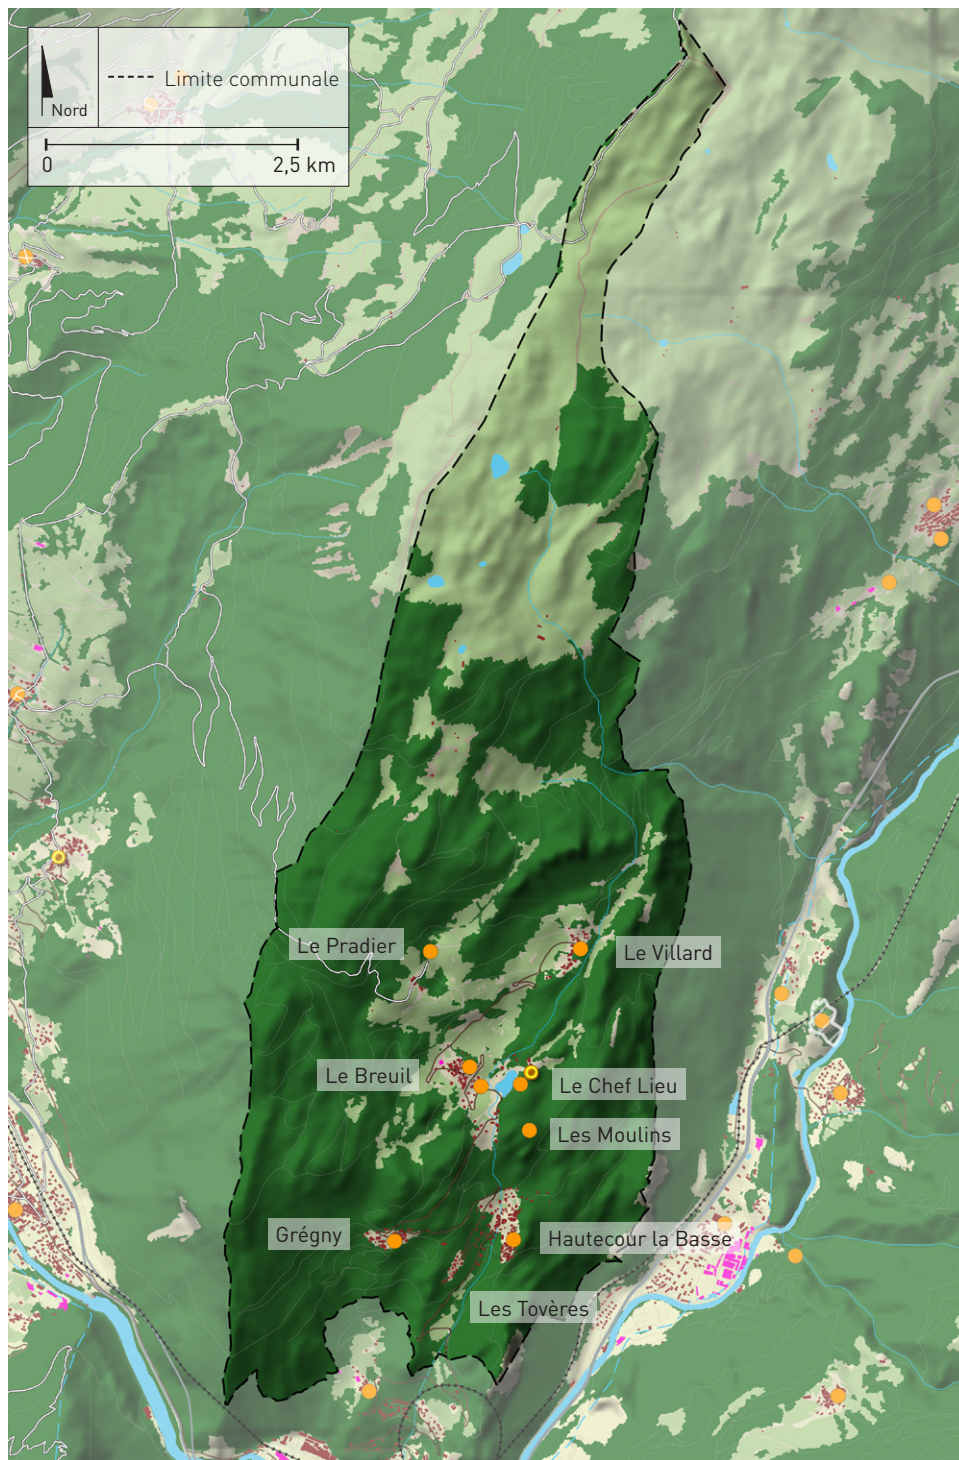 Nord
Limite communale
0
2,5 km
Le Pradier
Le Villard
Le Breuil
Le Chef Lieu
Les Moulins
Grégny
Hautecour la Basse
Les Tovères